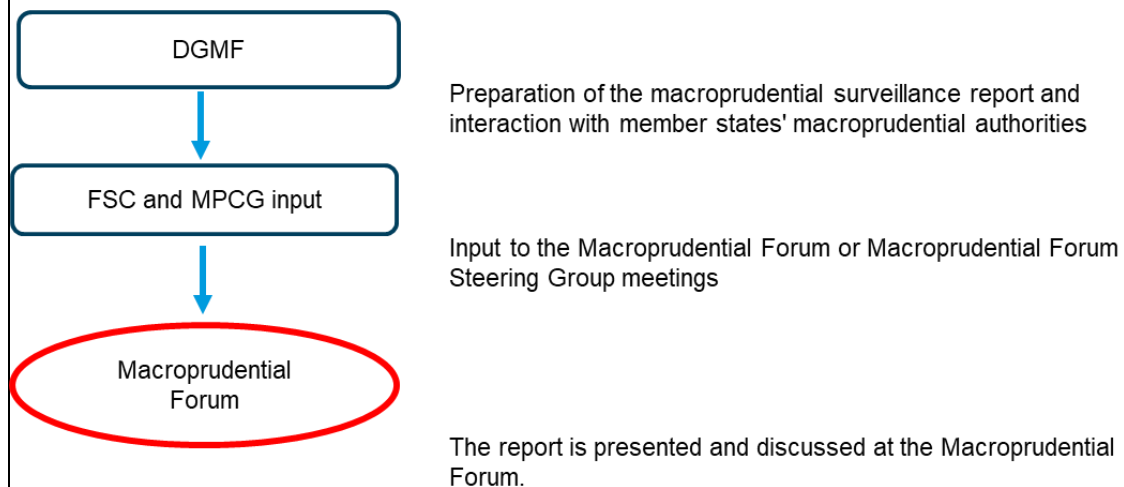 DGMF
Preparation of the macroprudential surveillance report and
interaction with member states' macroprudential authorities
FSC and MPCG input
Input to the Macroprudential Forum or Macroprudential Forum
Steering Group meetings
Macroprudential
Forum
The report is presented and discussed at the Macroprudential
Forum.